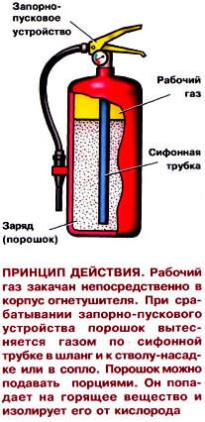 Запорно-
пусковое
устройство
Рабочий
газ
Сифонная
трубка
Заряд
(порошок)
ПРИНЦИП ДЕЙСТВИЯ. Рабочий
газ закачан непосредственно в
корпус огнетушителя. При сра-
батывании запорно-пускового
устройства порошок вытес-
няется газом по сифонной
трубке в шланг и к стволу-насад-
ке или в сопло. Порошок можно
подавать порциями. Он попа-
дает на горящее вещество и
изолирует его от кислорода